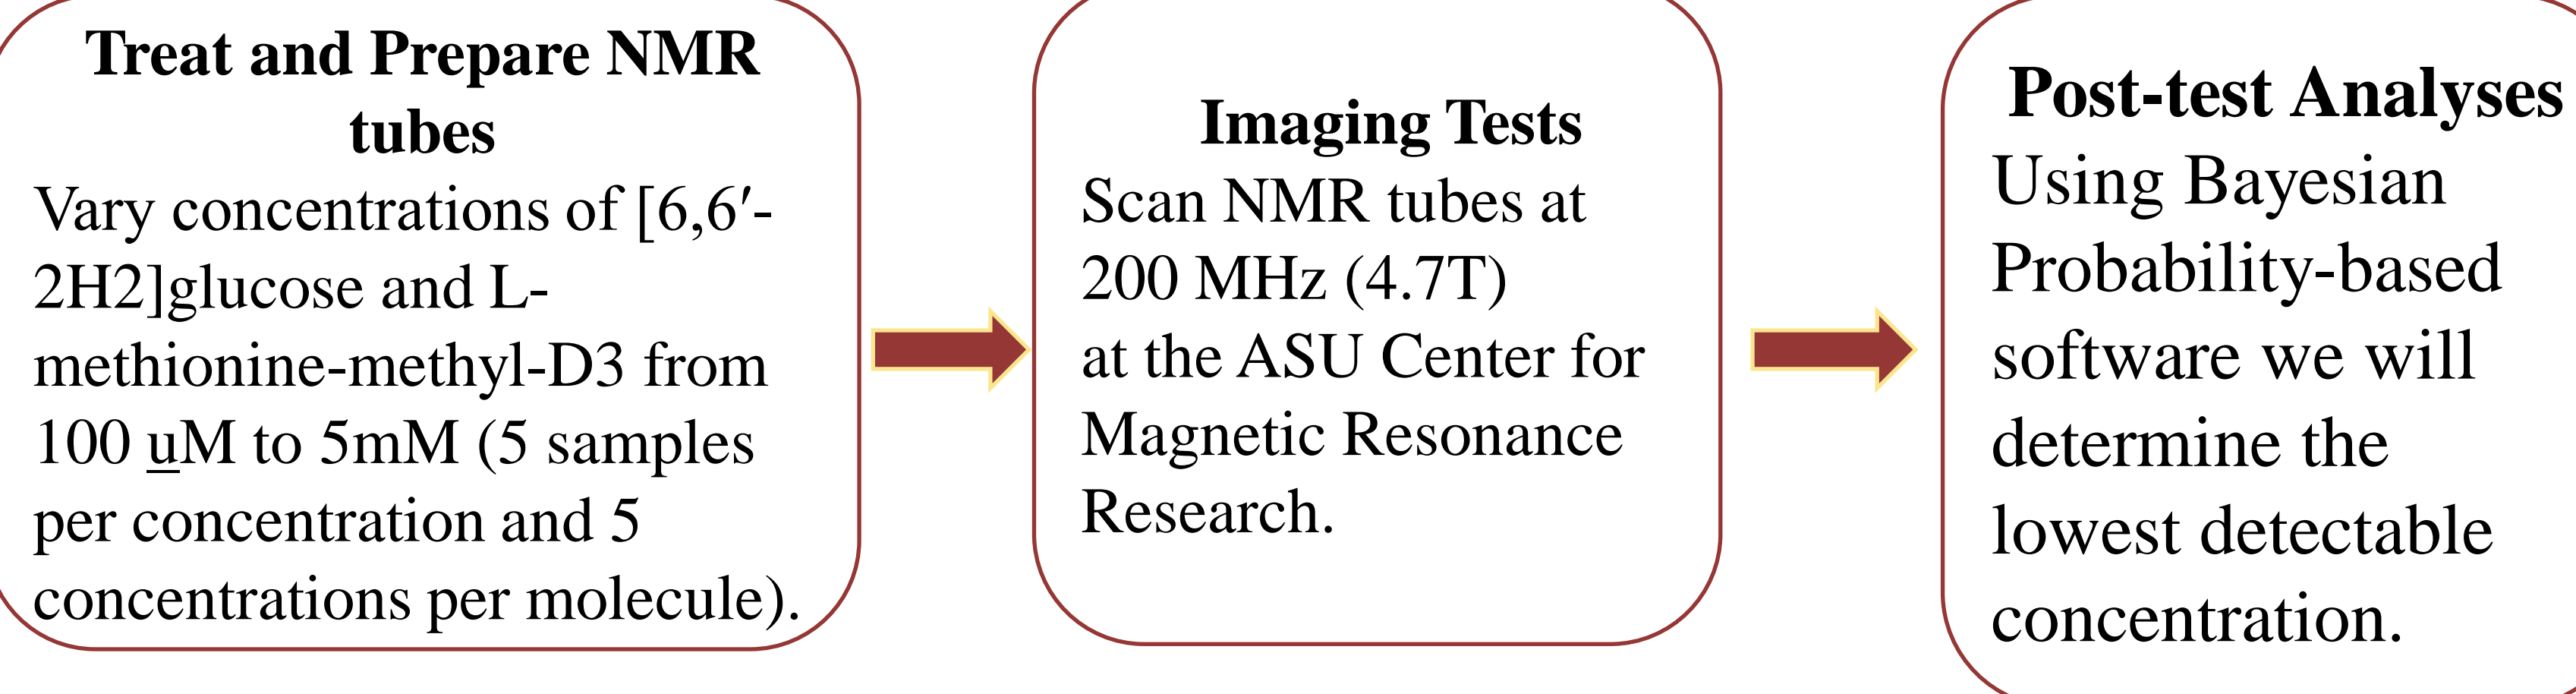 Treat and Prepare NMR
tubes
Vary concentrations of [6,6′-
2H2]glucose and L-
methionine-methyl-D3 from
100 uM to 5mM (5 samples
per concentration and 5
concentrations per molecule).
Imaging Tests
Scan NMR tubes at
200 MHz (4.7T)
at the ASU Center for
Magnetic Resonance
Research.
Post-test Analyses
Using Bayesian
Probability-based
software we will
determine the
lowest detectable
concentration.